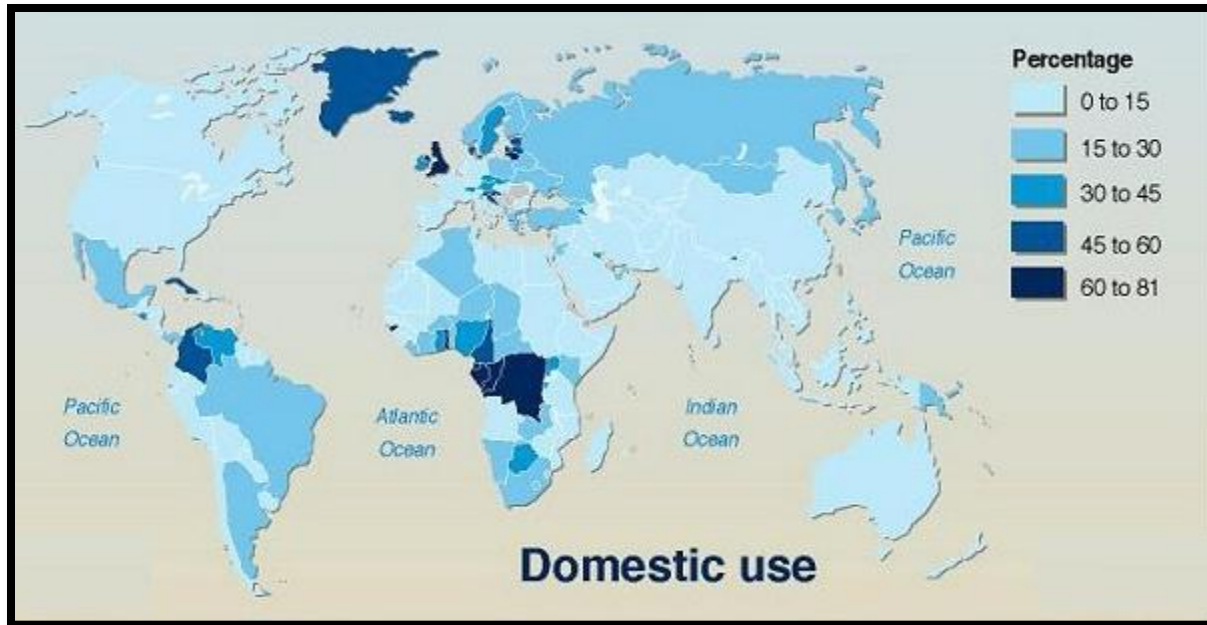 Percentage
0 to 15
15 to 30
30 to 45
45 to 60
60 to 81
Pacific
Ocean
Pacific
Ocean
Atlantic
Ocean
Indian
Ocean
Domestic use